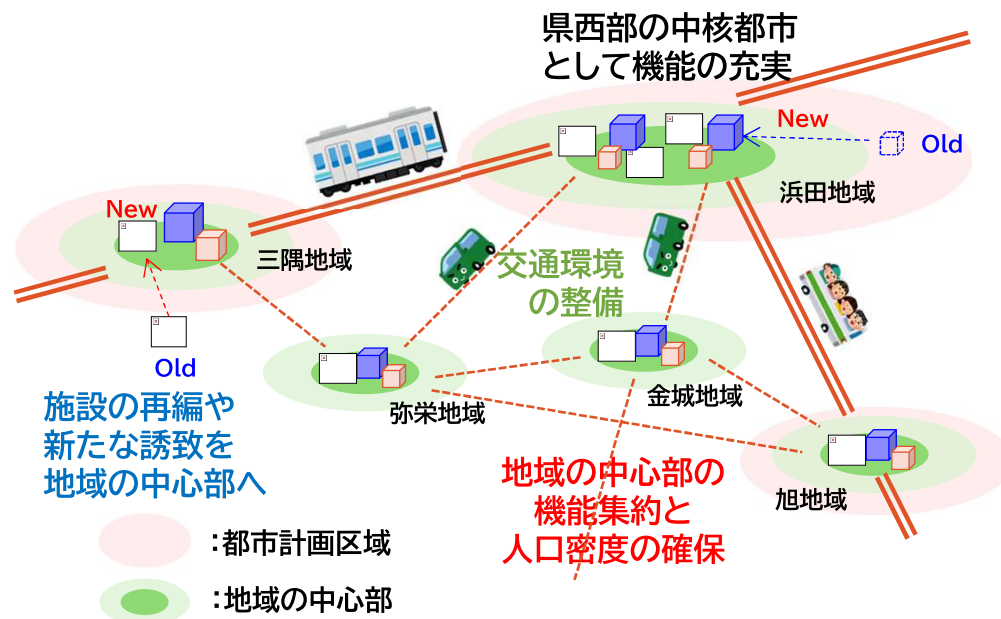 県西部の中核都市
として機能の充実
New
Old
浜田地域
New
三隅地域
交通環境
の整備
Old
施設の再編や
新たな誘致を
地域の中心部へ
弥栄地域
金城地域
地域の中心部の
機能集約と
人口密度の確保
旭地域
：都市計画区域
：地域の中心部